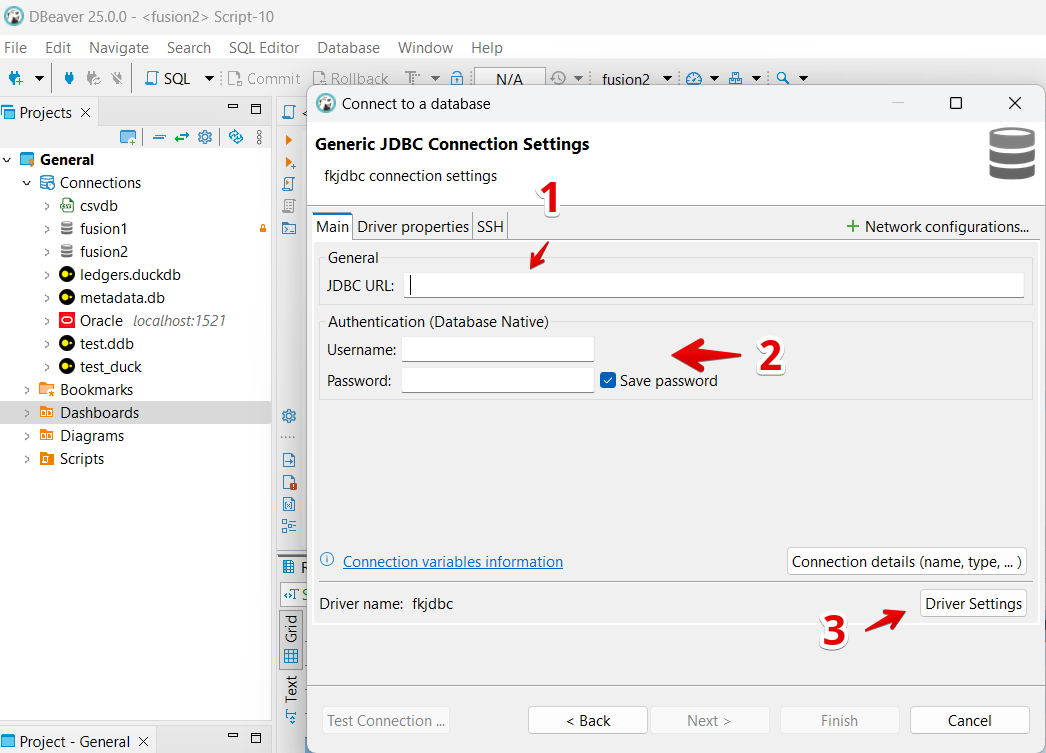 DBeaver 25.0.0 - <fusion2> Script-10
File Edit Navigate Search SQL Editor Database Window Help
SQL Commit Rollback N/A fusion2
Projects
General
Connections
csvdb
fusion1
fusion2
ledgers.duckdb
metadata.db
Oracle localhost:1521
test.ddb
test_duck
Bookmarks
Dashboards
Diagrams
Scripts
Project - General
Grid
Text
Connect to a database
Generic JDBC Connection Settings
fkjdbc connection settings
1
Main Driver properties SSH Network configurations...
General
JDBC URL:
Authentication (Database Native)
Username:
2
Password: Save password
Connection variables information Connection details (name, type, ... )
Driver name: fkjdbc Driver Settings
3
Test Connection ... < Back Next > Finish Cancel